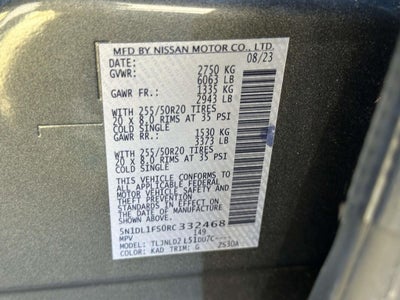 MFD BY NISSAN MOTOR CO., LTD.
DATE: 08/23
GVWR: 2750 KG
6063 LB
GAWR FR.: 1335 KG
2943 LB
WITH 255/50R20 TIRES
20 x 8.0 RIMS AT 35 PSI
COLD SINGLE
GAWR RR.: 1530 KG
3373 LB
WITH 255/50R20 TIRES
20 x 8.0 RIMS AT 35 PSI
COLD SINGLE
THIS VEHICLE CONFORMS
TO ALL APPLICABLE FEDERAL
MOTOR VEHICLE SAFETY
THEFT PREVENTION
STANDARDS IN EFFECT ON
THE DATE OF MANUFACTURE
SHOWN ABOVE.
5N1DL1FS0RC332468
MPV 149
MODEL:
COLOR: KAD TRIM: G